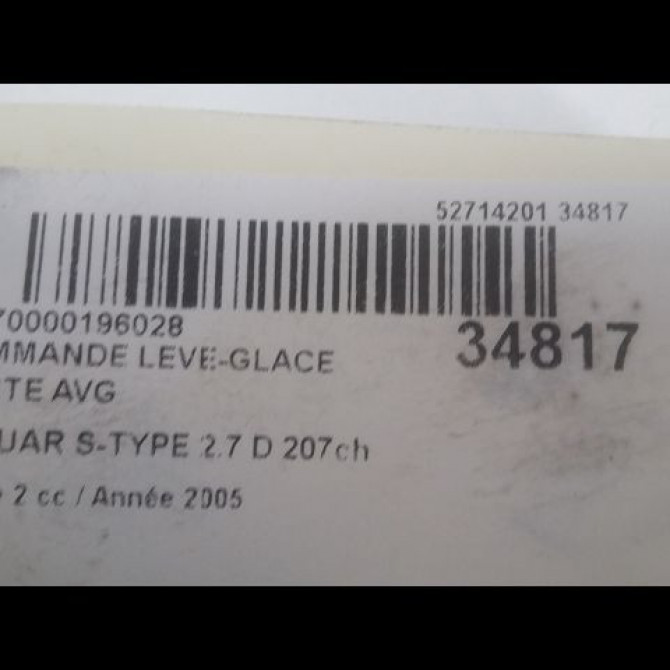 52714201 34817
70000196028
34817
MMANDE LEVE-GLACE
TE AVG
UAR S-TYPE 2.7 D 207ch
2 cc / Année 2005